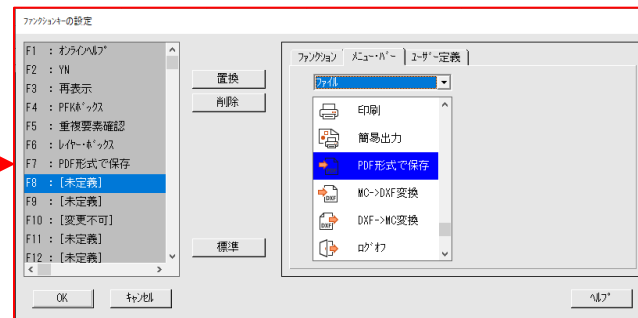 ファンクションキーの設定
F1 : オンラインヘルプ
F2 : YN
F3 : 再表示
F4 : PFKボックス
F5 : 重複要素確認
F6 : レイヤー・ボックス
F7 : PDF形式で保存
F8 : [未定義]
F9 : [未定義]
F10 : [変更不可]
F11 : [未定義]
F12 : [未定義]
置換
削除
標準
ファンクション メニュー・バー ユーザー定義
ファイル
印刷
簡易出力
PDF形式で保存
MC->DXF変換
DXF->MC変換
ログオフ
OK キャンセル ヘルプ